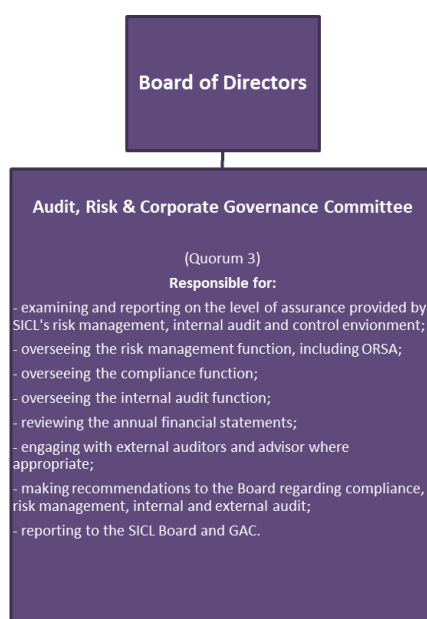 Board of Directors
Audit, Risk & Corporate Governance Committee
(Quorum 3)
Responsible for:
- examining and reporting on the level of assurance provided by
SICL's risk management, internal audit and control envionment;
- overseeing the risk management function, including ORSA;
- overseeing the compliance function;
- overseeing the internal audit function;
- reviewing the annual financial statements;
- engaging with external auditors and advisor where
appropriate;
- making recommendations to the Board regarding compliance,
risk management, internal and external audit;
- reporting to the SICL Board and GAC.